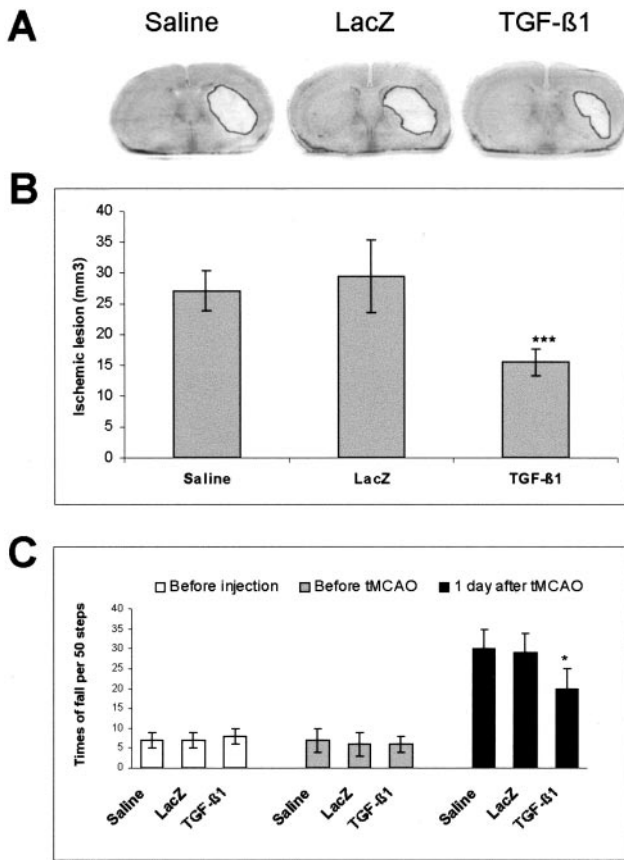 A
Saline LacZ TGF-ß1
B
Ischemic lesion (mm3)
40
35
30
25
20
15
10
5
0
★★★
Saline LacZ TGF-ß1
C
Before injection Before tMCAO 1 day after tMCAO
Times of fall per 50 steps
40
35
30
25
20
15
10
5
0
*
Saline LacZ TGF-ß1 Saline LacZ TGF-ß1 Saline LacZ TGF-ß1